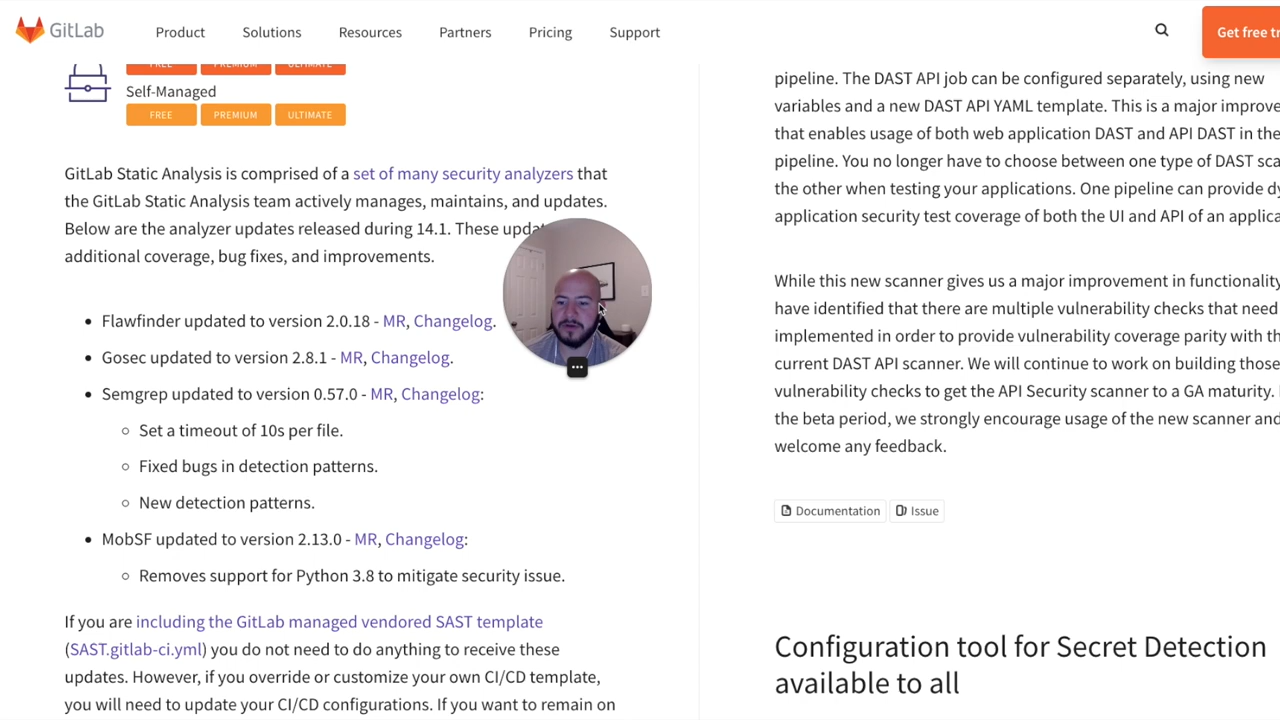 GitLab
Product
Solutions
Resources
Partners
Pricing
Support
Get free tr
FREE
PREMIUM
ULTIMATE
Self-Managed
FREE
PREMIUM
ULTIMATE
GitLab Static Analysis is comprised of a set of many security analyzers that
the GitLab Static Analysis team actively manages, maintains, and updates.
Below are the analyzer updates released during 14.1. These upda
additional coverage, bug fixes, and improvements.
Flawfinder updated to version 2.0.18 - MR, Changelog.
Gosec updated to version 2.8.1 - MR, Changelog.
Semgrep updated to version 0.57.0 - MR, Changelog:
Set a timeout of 10s per file.
Fixed bugs in detection patterns.
New detection patterns.
MobSF updated to version 2.13.0 - MR, Changelog:
Removes support for Python 3.8 to mitigate security issue.
If you are including the GitLab managed vendored SAST template
(SAST.gitlab-ci.yml) you do not need to do anything to receive these
updates. However, if you override or customize your own CI/CD template,
you will need to update your CI/CD configurations. If you want to remain on
pipeline. The DAST API job can be configured separately, using new
variables and a new DAST API YAML template. This is a major improve
that enables usage of both web application DAST and API DAST in the
pipeline. You no longer have to choose between one type of DAST sca
the other when testing your applications. One pipeline can provide dy
application security test coverage of both the UI and API of an applica
While this new scanner gives us a major improvement in functionality
have identified that there are multiple vulnerability checks that need
implemented in order to provide vulnerability coverage parity with th
current DAST API scanner. We will continue to work on building those
vulnerability checks to get the API Security scanner to a GA maturity.
the beta period, we strongly encourage usage of the new scanner and
welcome any feedback.
Documentation
Issue
Configuration tool for Secret Detection
available to all